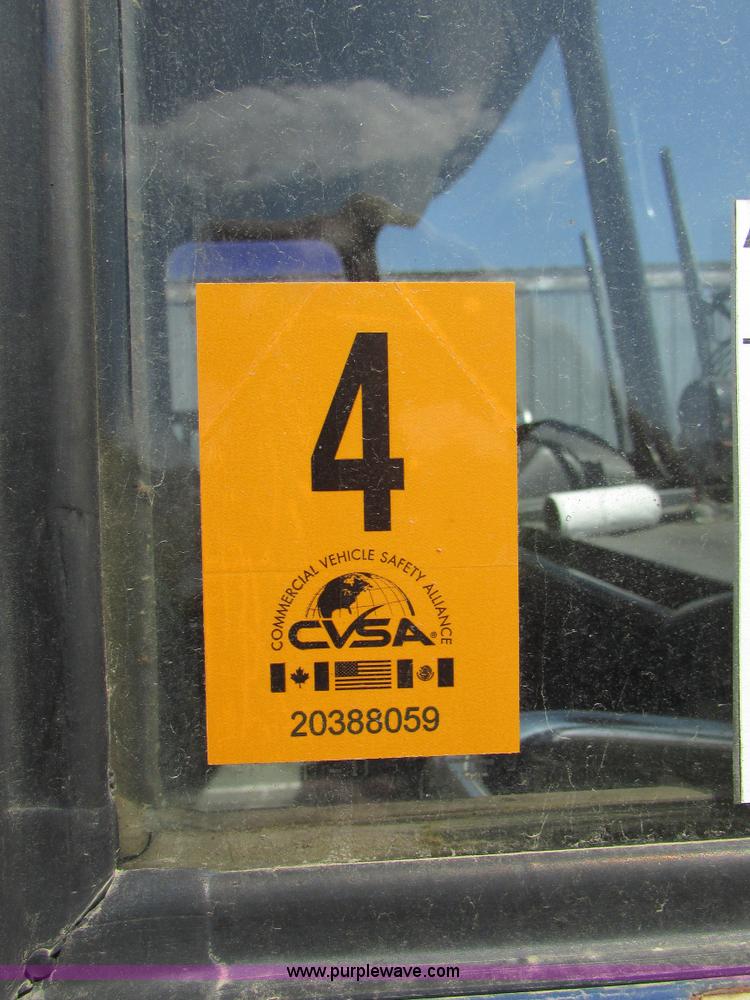 4
COMMERCIAL VEHICLE SAFETY ALLIANCE
CVSA®
20388059
www.purplewave.com